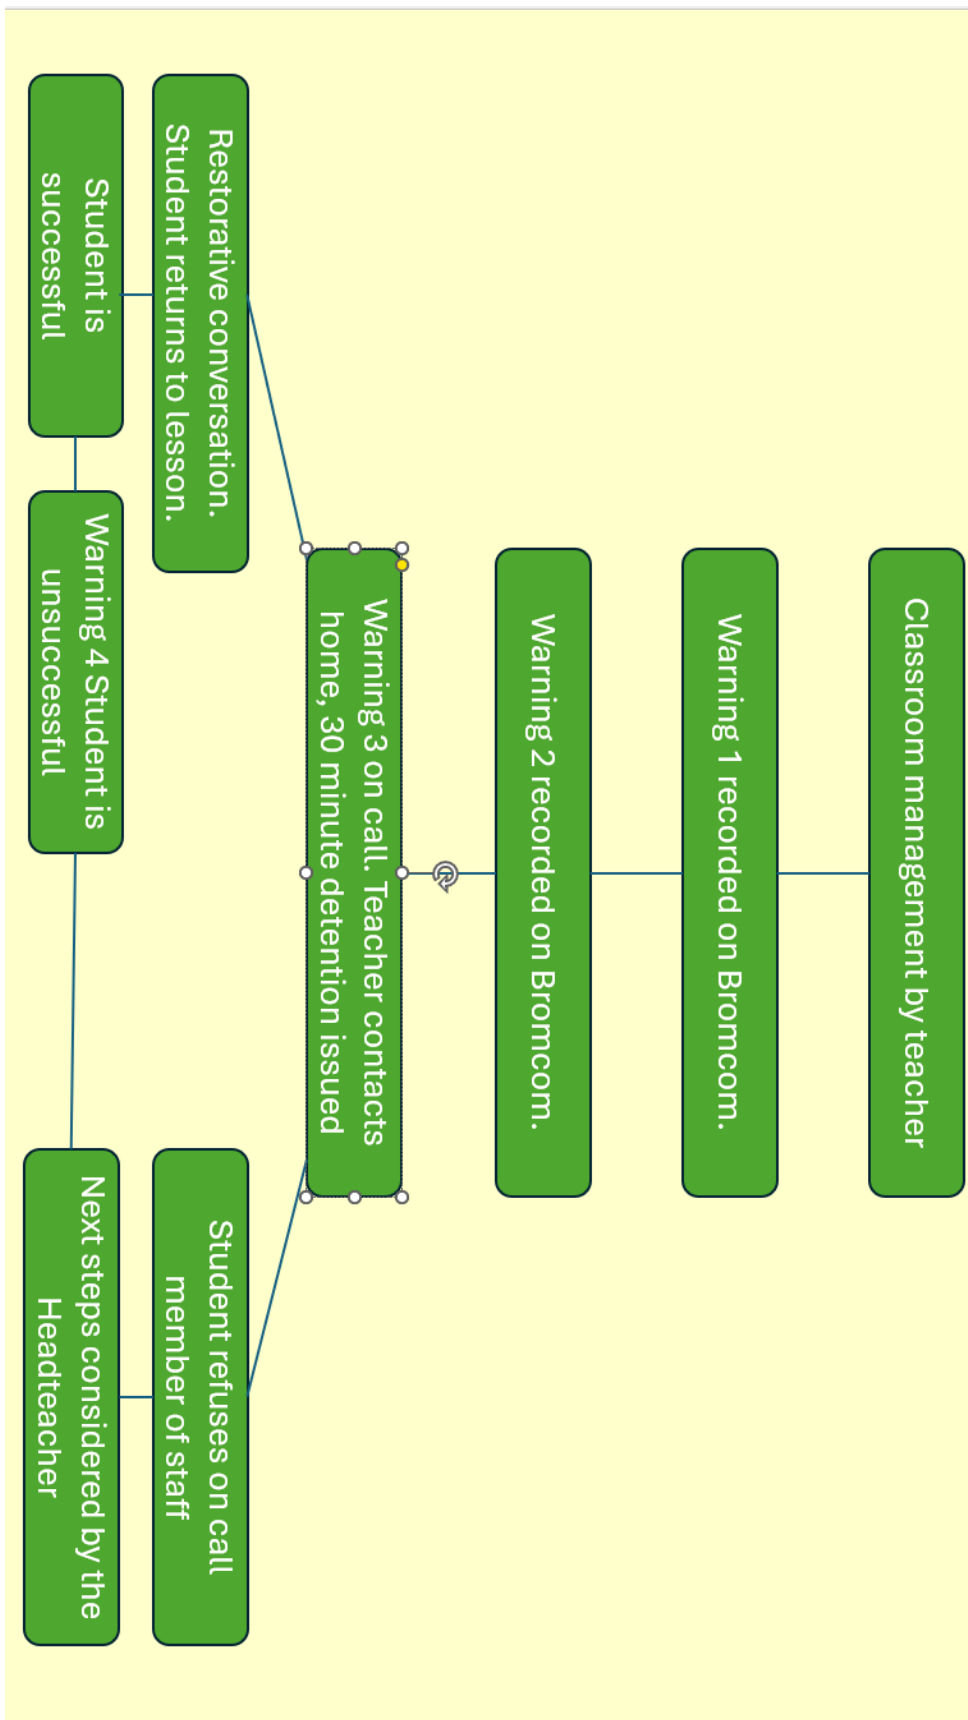 Classroom management by teacher
Warning 1 recorded on Bromcom.
Warning 2 recorded on Bromcom.
Warning 3 on call. Teacher contacts
home, 30 minute detention issued
Restorative conversation.
Student returns to lesson.
Student refuses on call
member of staff
Student is
successful
Warning 4 Student is
unsuccessful
Next steps considered by the
Headteacher